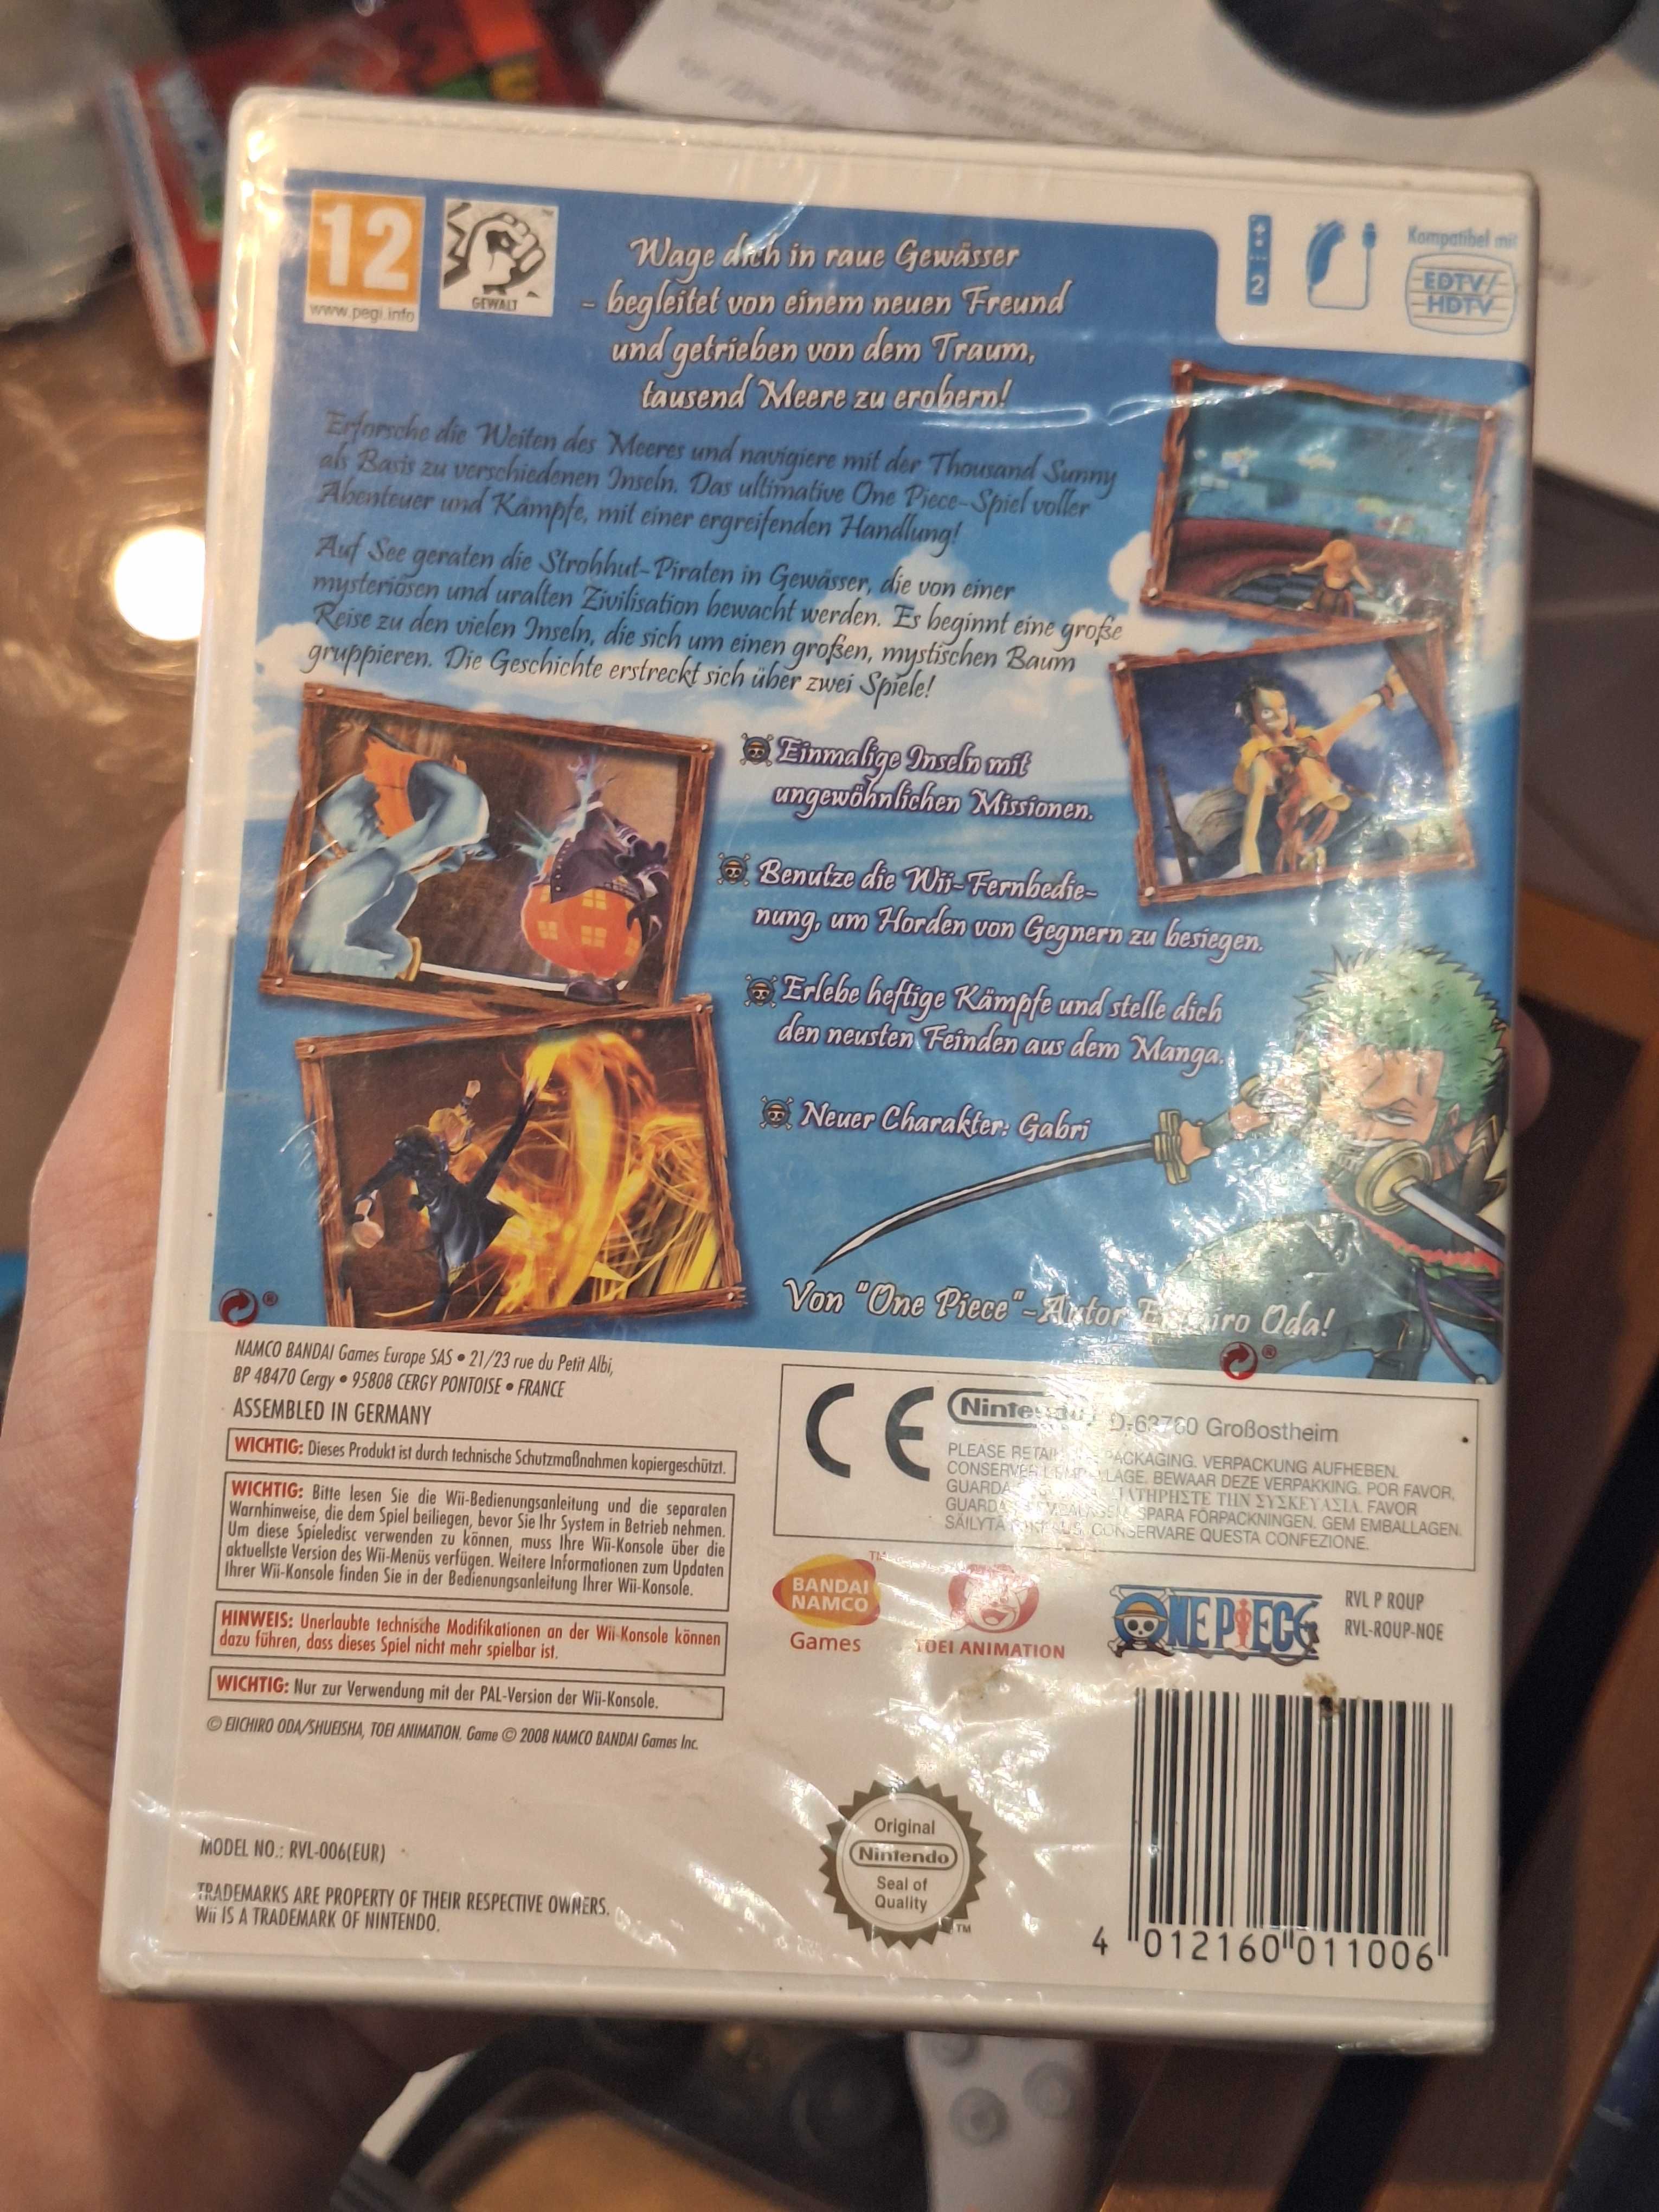 12
www.pegi.info
GEWALT
Wage dich in raue Gewässer
- begleitet von einem neuen Freund
und getrieben von dem Traum,
tausend Meere zu erobern!
2
Kompatibel mit
EDTV/
HDTV
Erforsche die Weiten des Meeres und navigiere mit der Thousand Sunny
als Basis zu verschiedenen Inseln. Das ultimative One Piece-Spiel voller
Abenteuer und Kämpfe, mit einer ergreifenden Handlung!
Auf See geraten die Strohhut-Piraten in Gewässer, die von einer
mysteriösen und uralten Zivilisation bewacht werden. Es beginnt eine große
Reise zu den vielen Inseln, die sich um einen großen, mystischen Baum
gruppieren. Die Geschichte erstreckt sich über zwei Spiele!
Einmalige Inseln mit
ungewöhnlichen Missionen.
Benutze die Wii-Fernbedie-
nung, um Horden von Gegnern zu besiegen.
Erlebe heftige Kämpfe und stelle dich
den neusten Feinden aus dem Manga.
Neuer Charakter: Gabri
Von "One Piece"-Autor Eiichiro Oda!
NAMCO BANDAI Games Europe SAS • 21/23 rue du Petit Albi,
BP 48470 Cergy • 95808 CERGY PONTOISE • FRANCE
ASSEMBLED IN GERMANY
WICHTIG: Dieses Produkt ist durch technische Schutzmaßnahmen kopiergeschützt.
WICHTIG: Bitte lesen Sie die Wii-Bedienungsanleitung und die separaten
Warnhinweise, die dem Spiel beiliegen, bevor Sie Ihr System in Betrieb nehmen.
Um diese Spieledisc verwenden zu können, muss Ihre Wii-Konsole über die
aktuellste Version des Wii-Menüs verfügen. Weitere Informationen zum Updaten
Ihrer Wii-Konsole finden Sie in der Bedienungsanleitung Ihrer Wii-Konsole.
HINWEIS: Unerlaubte technische Modifikationen an der Wii-Konsole können
dazu führen, dass dieses Spiel nicht mehr spielbar ist.
WICHTIG: Nur zur Verwendung mit der PAL-Version der Wii-Konsole.
© EIICHIRO ODA/SHUEISHA, TOEI ANIMATION. Game © 2008 NAMCO BANDAI Games Inc.
MODEL NO.: RVL-006(EUR)
TRADEMARKS ARE PROPERTY OF THEIR RESPECTIVE OWNERS.
Wii IS A TRADEMARK OF NINTENDO.
CE
Nintendo D-63760 Großostheim
PLEASE RETAIN PACKAGING. VERPACKUNG AUFHEBEN.
CONSERVER L'EMBALLAGE. BEWAAR DEZE VERPAKKING. POR FAVOR,
GUARDA ΔΙΑΤΗΡΗΣΤΕ ΤΗΝ ΣΥΣΚΕΥΑΣΙΑ. FAVOR
GUARDAR EMBALAGEM. SPARA FÖRPACKNINGEN. GEM EMBALLAGEN.
SÄILYTÄ PAKKAUS. CONSERVARE QUESTA CONFEZIONE.
BANDAI
NAMCO
Games
TOEI ANIMATION
ONE PIECE
RVL P ROUP
RVL-ROUP-NOE
Original
Nintendo
Seal of
Quality
4 012160 011006